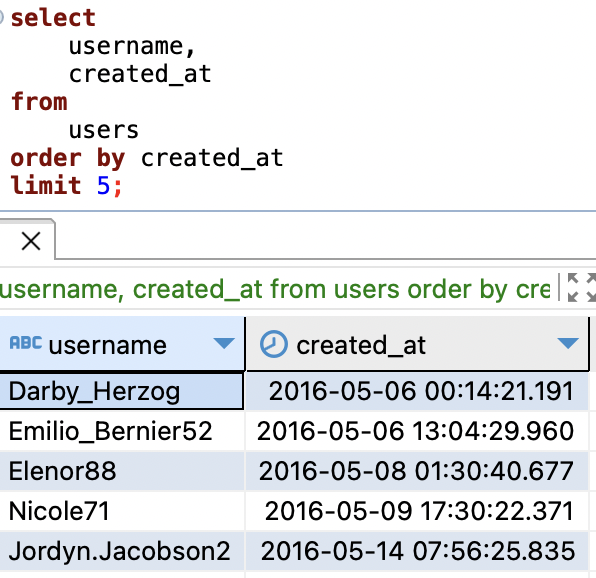 select
username,
created_at
from
users
order by created_at
limit 5;
username, created_at from users order by cre
ABC username created_at
Darby_Herzog 2016-05-06 00:14:21.191
Emilio_Bernier52 2016-05-06 13:04:29.960
Elenor88 2016-05-08 01:30:40.677
Nicole71 2016-05-09 17:30:22.371
Jordyn.Jacobson2 2016-05-14 07:56:25.835